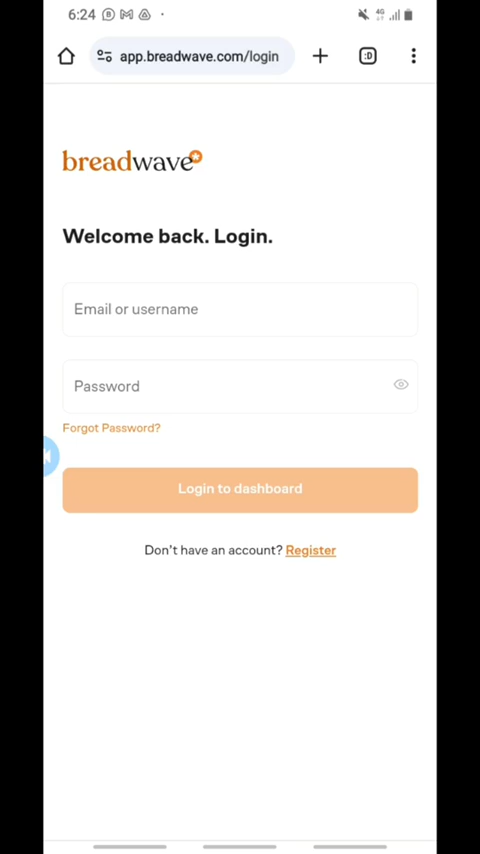 6:24
4G
app.breadwave.com/login
:D
breadwave
Welcome back. Login.
Email or username
Password
Forgot Password?
Login to dashboard
Don't have an account? Register